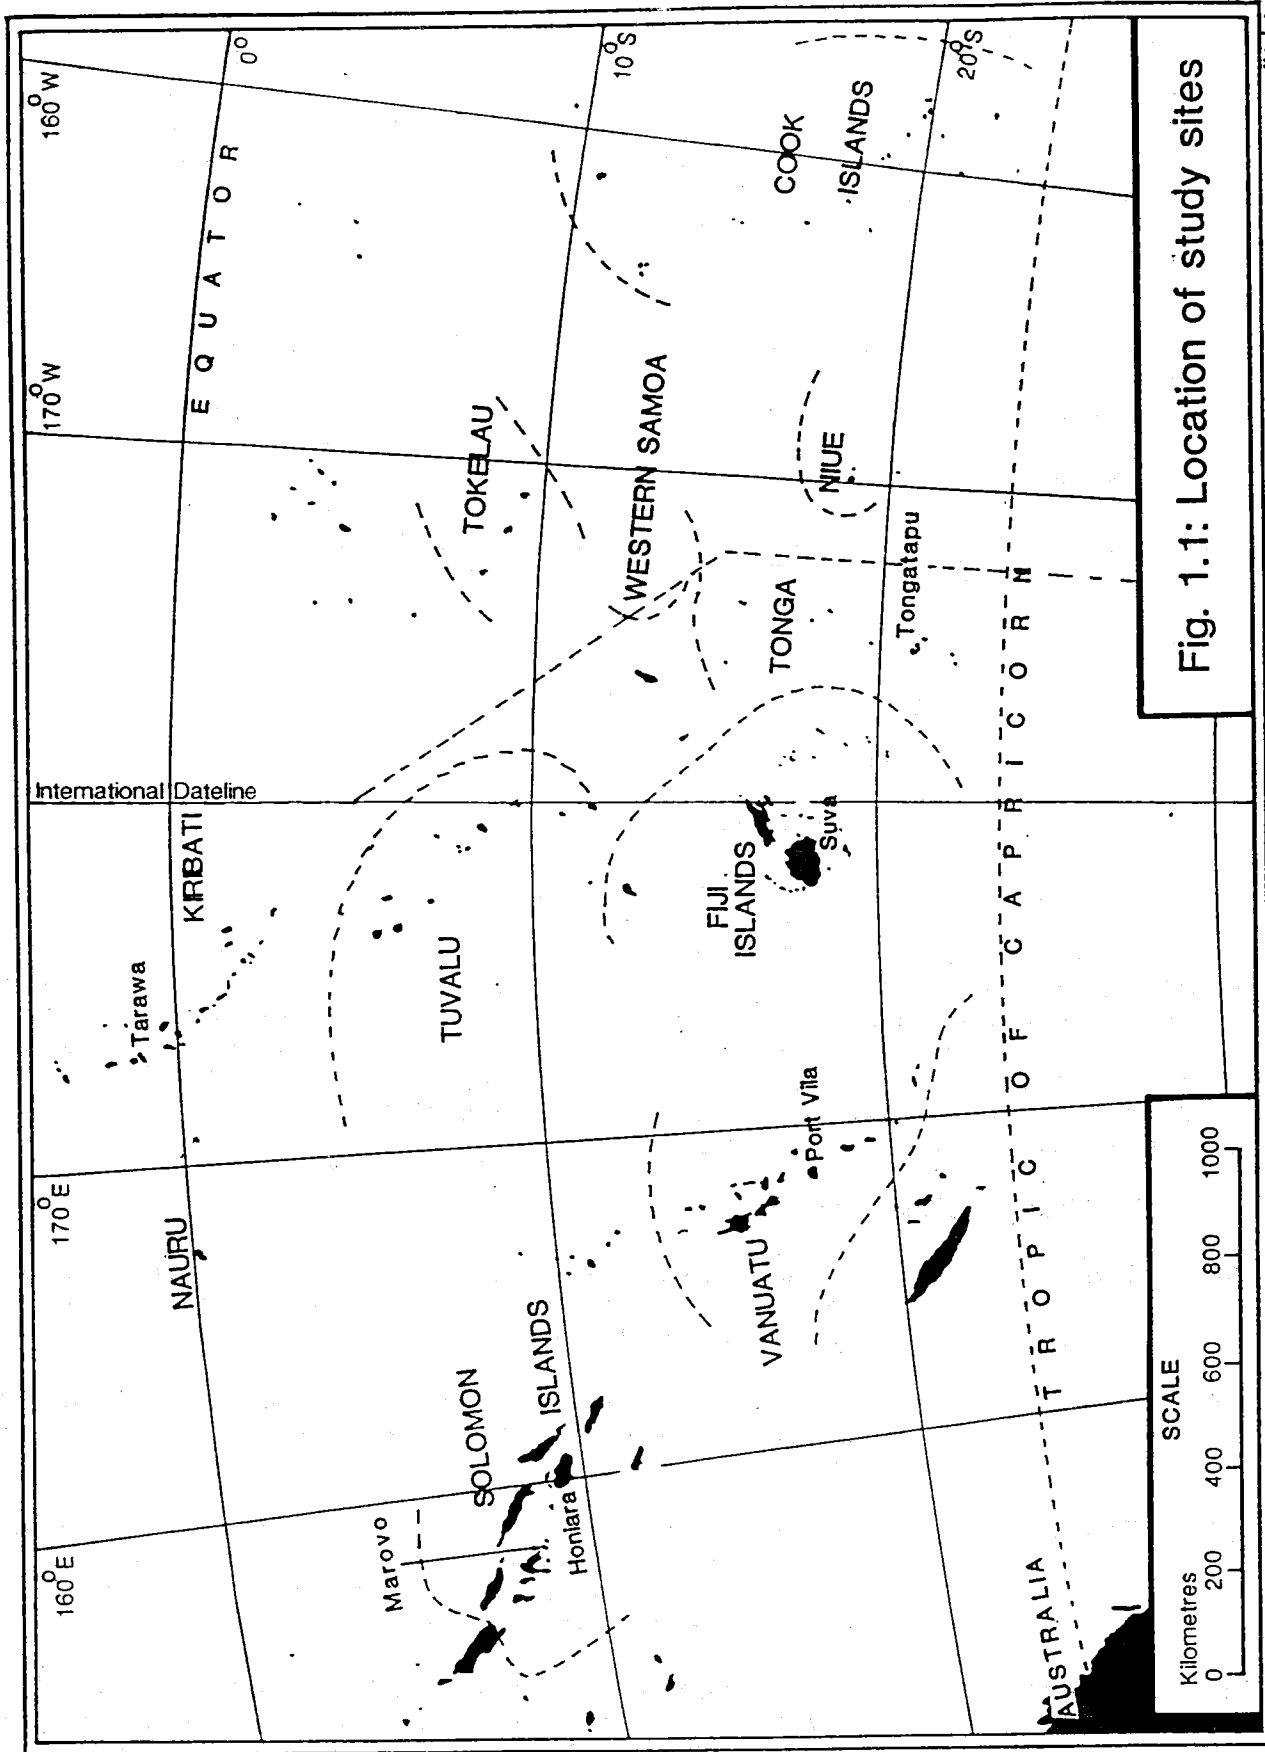 160°E
170°E
International Dateline
170°W
160°W
Tarawa
NAURU
KIRIBATI
EQUATOR
0°
Marovo
SOLOMON
ISLANDS
Honiara
TUVALU
TOKELAU
10°S
WESTERN SAMOA
VANUATU
Port Vila
FIJI
ISLANDS
Suva
TONGA
NIUE
COOK
ISLANDS
Tongatapu
20°S
TROPIC OF CAPRICORN
AUSTRALIA
SCALE
Kilometres
0 200 400 600 800 1000
Fig. 1.1: Location of study sites